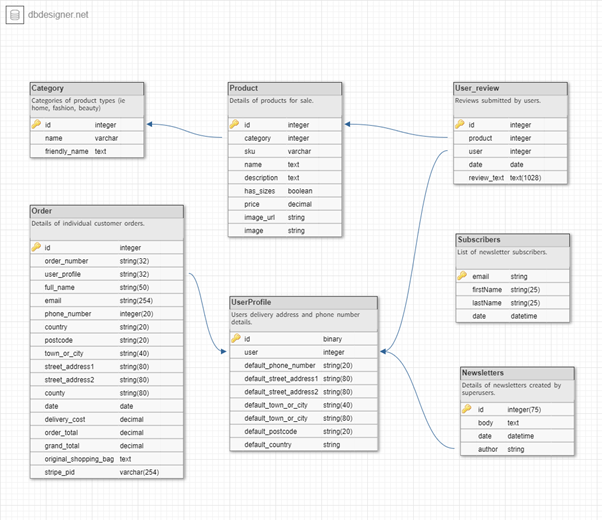 dbdesigner.net
Category
Categories of product types (ie
home, fashion, beauty)
id integer
name varchar
friendly_name text
Product
Details of products for sale.
id integer
category integer
sku varchar
name text
description text
has_sizes boolean
price decimal
image_url string
image string
User_review
Reviews submitted by users.
id integer
product integer
user integer
date date
review_text text(1028)
Order
Details of individual customer orders.
id integer
order_number string(32)
user_profile string(32)
full_name string(50)
email string(254)
phone_number integer(20)
country string(20)
postcode string(20)
town_or_city string(40)
street_address1 string(80)
street_address2 string(80)
county string(80)
date date
delivery_cost decimal
order_total decimal
grand_total decimal
original_shopping_bag text
stripe_pid varchar(254)
UserProfile
Users delivery address and phone number
details.
id binary
user integer
default_phone_number string(20)
default_street_address1 string(80)
default_street_address2 string(80)
default_town_or_city string(40)
default_town_or_city string(80)
default_postcode string(20)
default_country string
Subscribers
List of newsletter subscribers.
email string
firstName string(25)
lastName string(25)
date datetime
Newsletters
Details of newsletters created by
superusers.
id integer(75)
body text
date datetime
author string